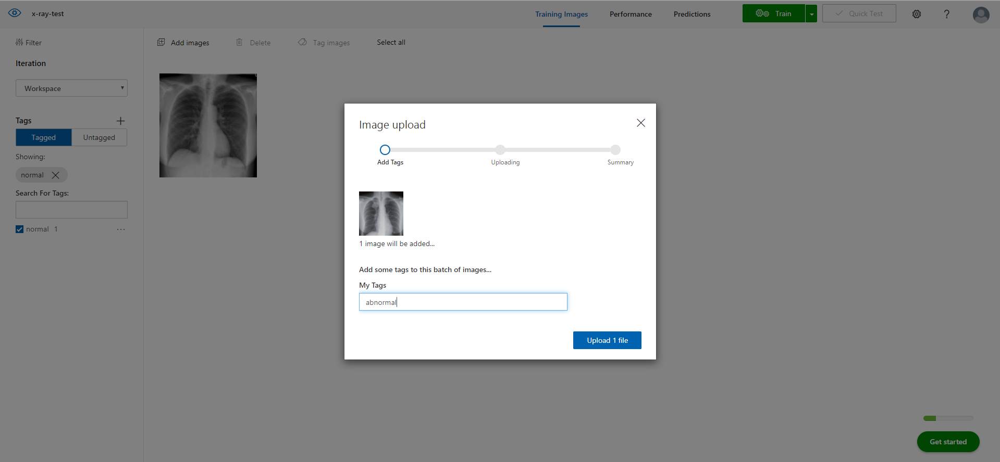 x-ray-test
Training Images
Performance
Predictions
Train
Quick Test
?
Filter
Add images
Delete
Tag images
Select all
Iteration
Workspace
Tags
Tagged
Untagged
Showing:
normal
Search For Tags:
normal 1
Image upload
Add Tags
Uploading
Summary
1 image will be added...
Add some tags to this batch of images...
My Tags
abnormal
Upload 1 file
Get started